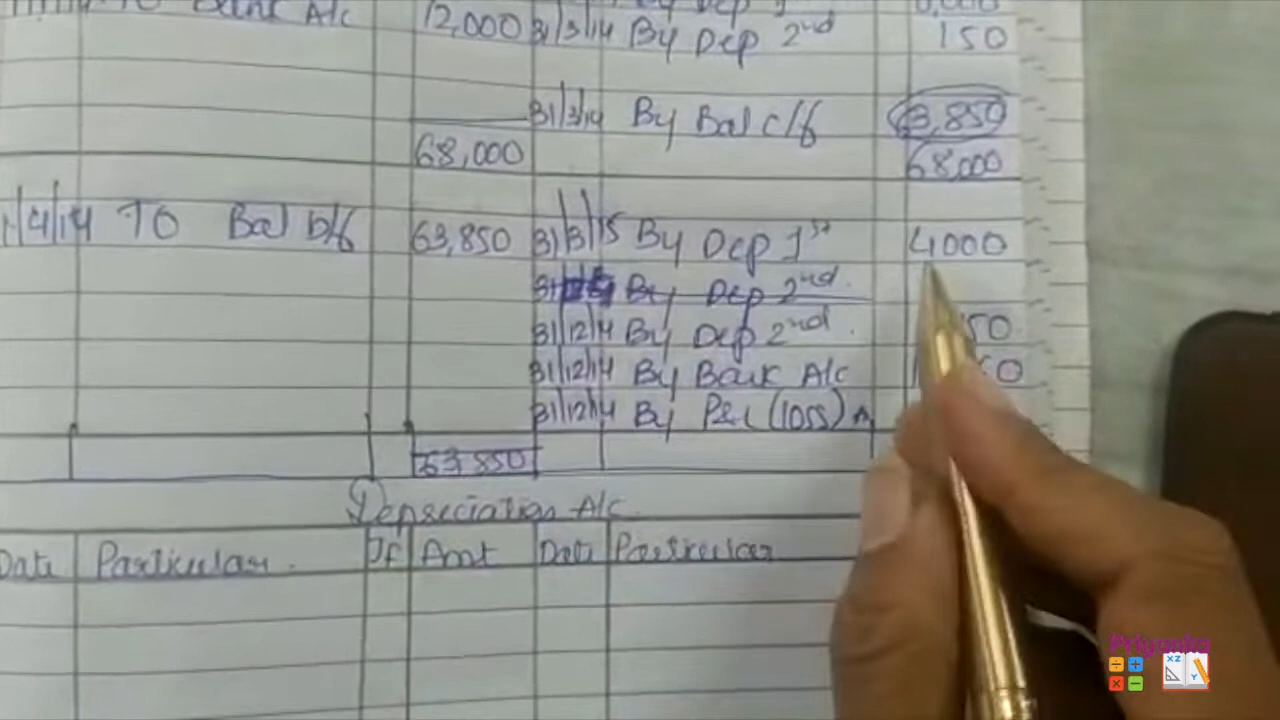 A/c 12,000 31/3/14 By Dep 2nd 150
31/3/14 By Bal c/f 63,850
68,000 68,000
1/4/14 To Bal b/f 63,850 31/3/15 By Dep 1st 4000
By Dep 2nd
31/12/14 By Dep 2nd 50
31/12/14 By Bank A/c 0
31/12/14 By P&L (loss)
63,850
Depreciation A/c
Date Particular Jf Amt Date Particular
Priyanka